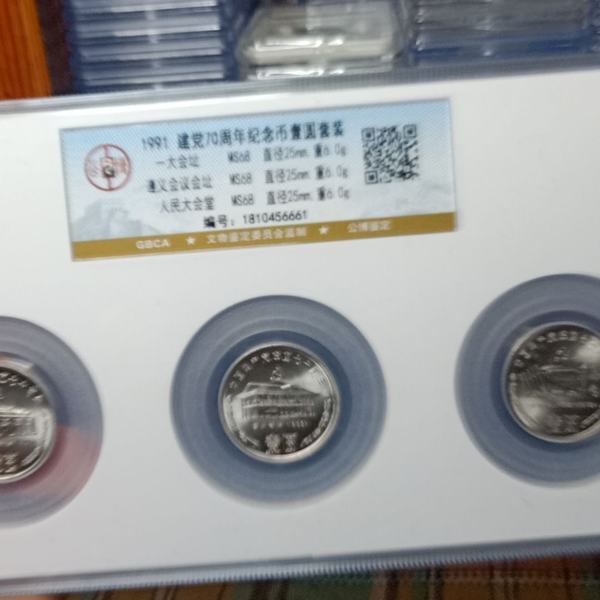 1991 建党70周年纪念币壹圆套装
一大会址 MS68 直径25mm,重6.0g
遵义会议会址 MS68 直径25mm,重6.0g
人民大会堂 MS68 直径25mm,重6.0g
编号: 1810456661
GBCA ★ 文物鉴定委员会监制 ★ 公博鉴定